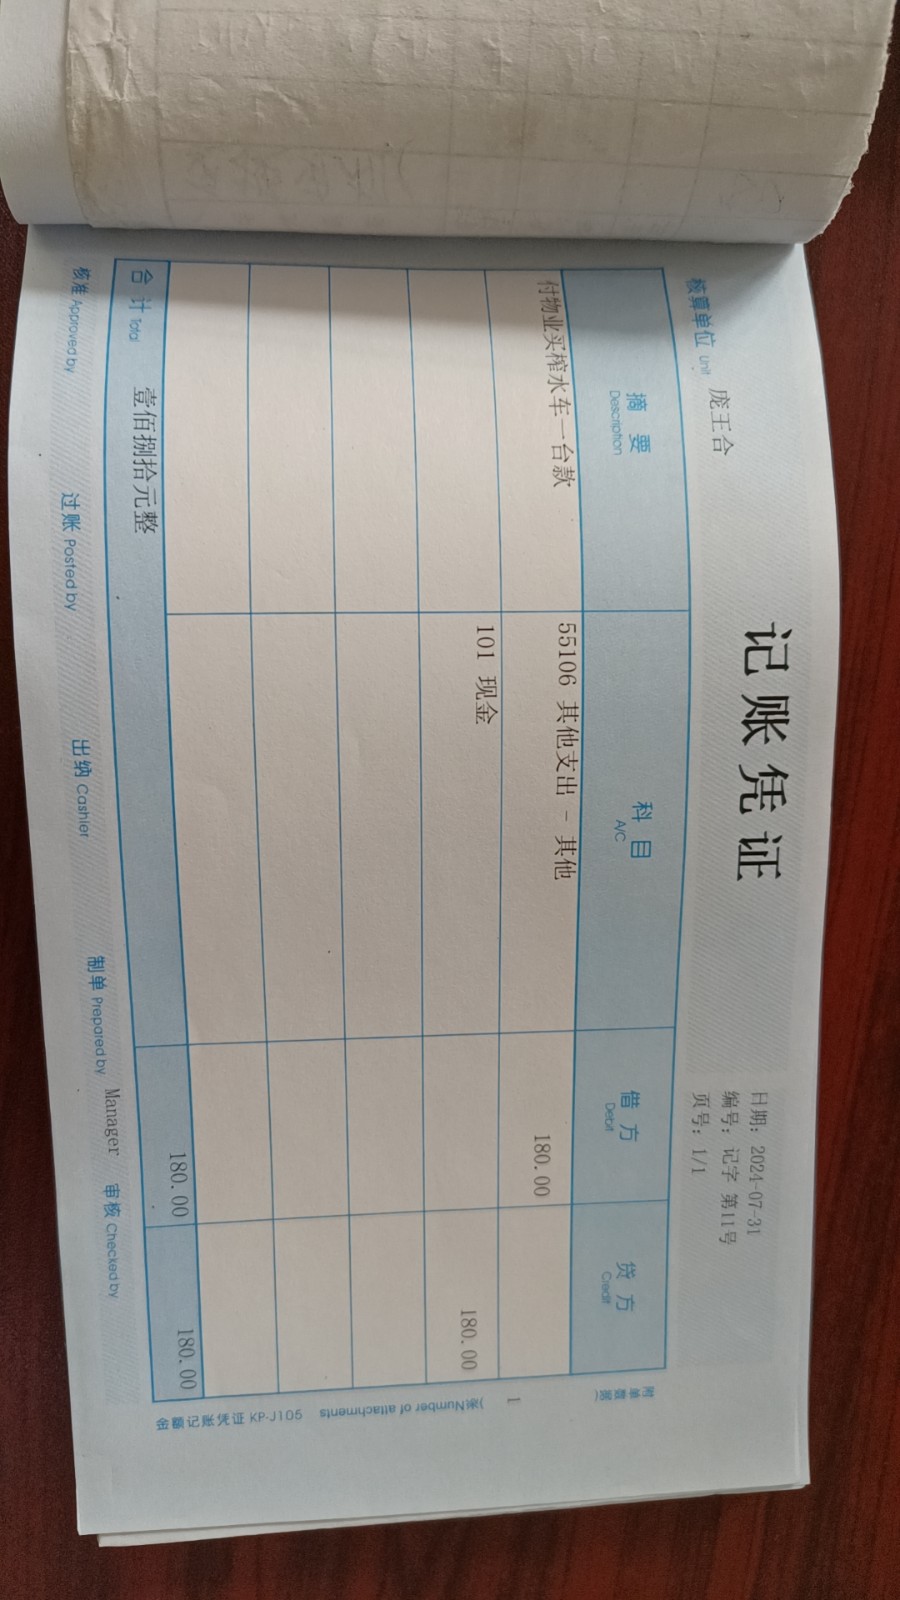 记账凭证
日期: 2024-07-31
编号: 记字 第11号
页号: 1/1
核算单位 Unit 庞王合
摘要 Description 科目 A/C 借方 Debit 贷方 Credit
付物业买榨水车一台款 55106 其他支出 - 其他 180.00
101 现金 180.00
合计 Total 壹佰捌拾元整 180.00 180.00
核准 Approved by 过账 Posted by 出纳 Cashier 制单 Prepared by Manager 审核 Checked by
附单数据(
1
张Number of attachments)
金蝶记账凭证 KP-J105